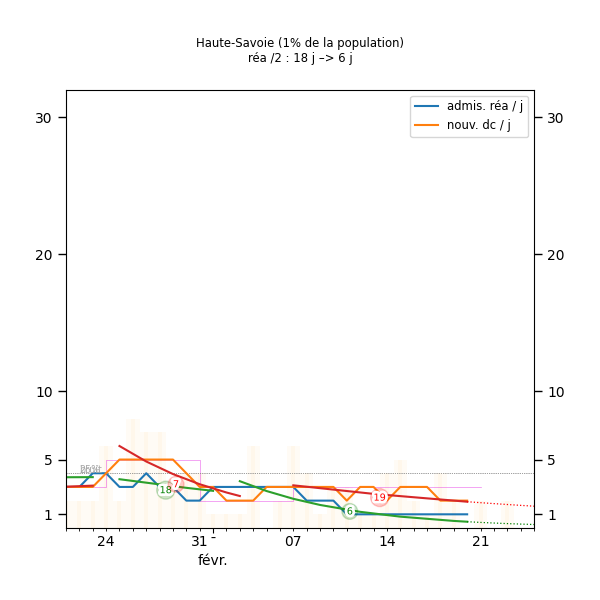 Haute-Savoie (1% de la population)
réa /2 : 18 j –> 6 j
admis. réa / j
nouv. dc / j
30 30
20 20
10 10
5 5
1 1
7
18
19
6
24 31 07 14 21
févr.